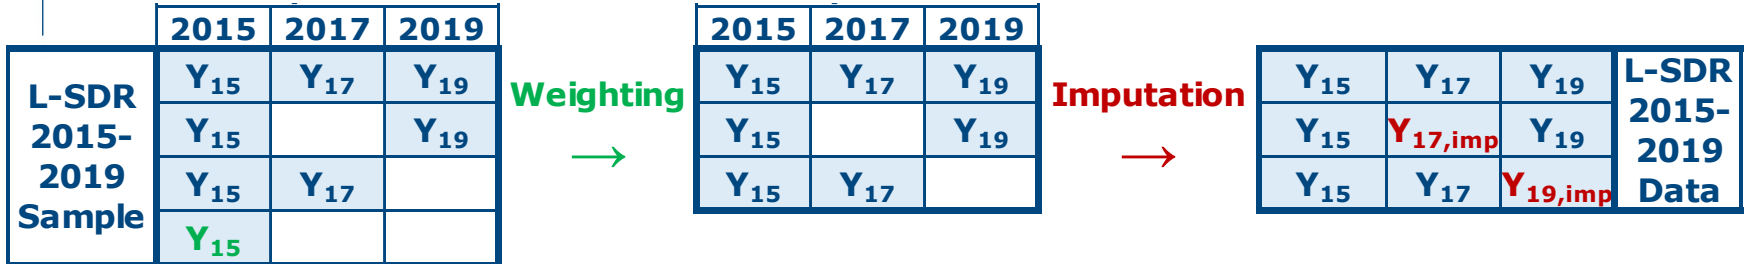 2015 2017 2019
L-SDR 2015-2019 Sample
Y15 Y17 Y19
Y15 Y19
Y15 Y17
Y15
Weighting
→
2015 2017 2019
Y15 Y17 Y19
Y15 Y19
Y15 Y17
Imputation
→
Y15 Y17 Y19
Y15 Y17,imp Y19
Y15 Y17 Y19,imp
L-SDR
2015-
2019
Data